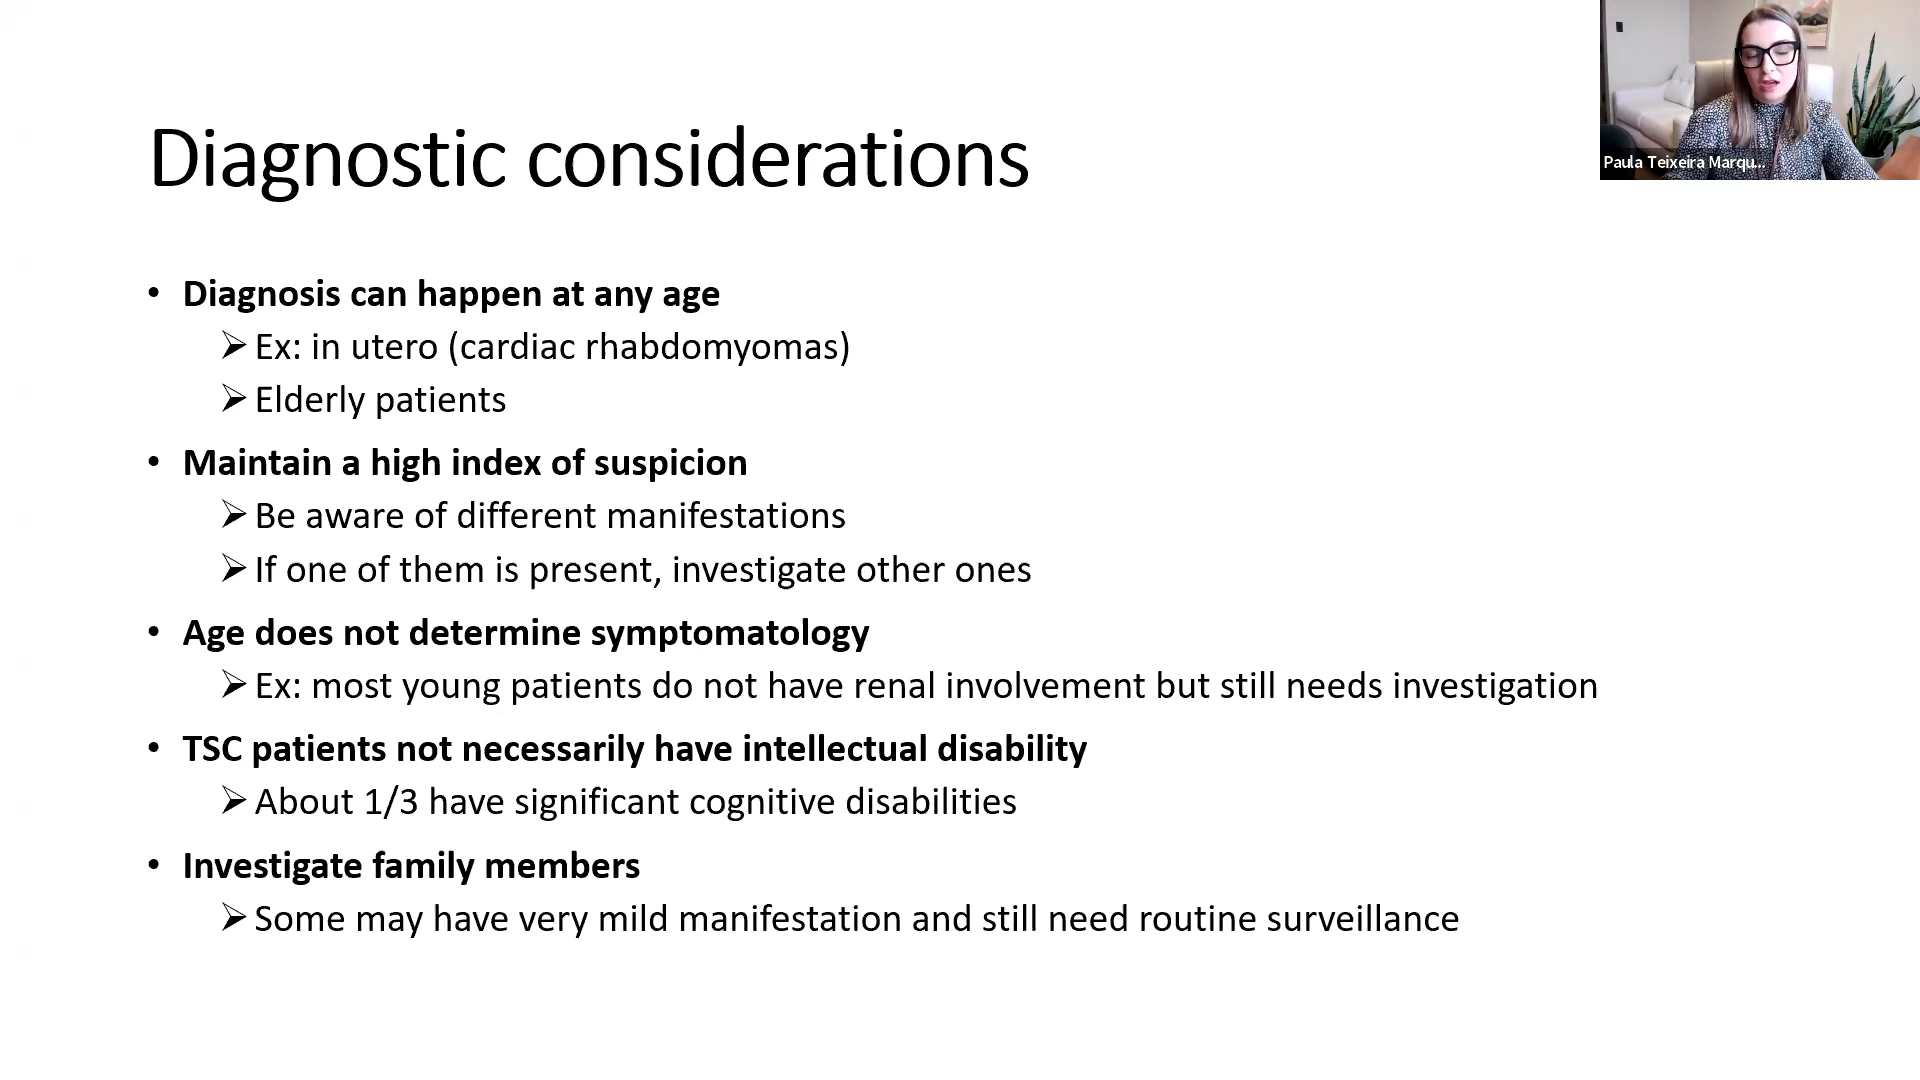 Diagnostic considerations
Paula Teixeira Marqu...
• Diagnosis can happen at any age
➢ Ex: in utero (cardiac rhabdomyomas)
➢ Elderly patients
• Maintain a high index of suspicion
➢ Be aware of different manifestations
➢ If one of them is present, investigate other ones
• Age does not determine symptomatology
➢ Ex: most young patients do not have renal involvement but still needs investigation
• TSC patients not necessarily have intellectual disability
➢ About 1/3 have significant cognitive disabilities
• Investigate family members
➢ Some may have very mild manifestation and still need routine surveillance